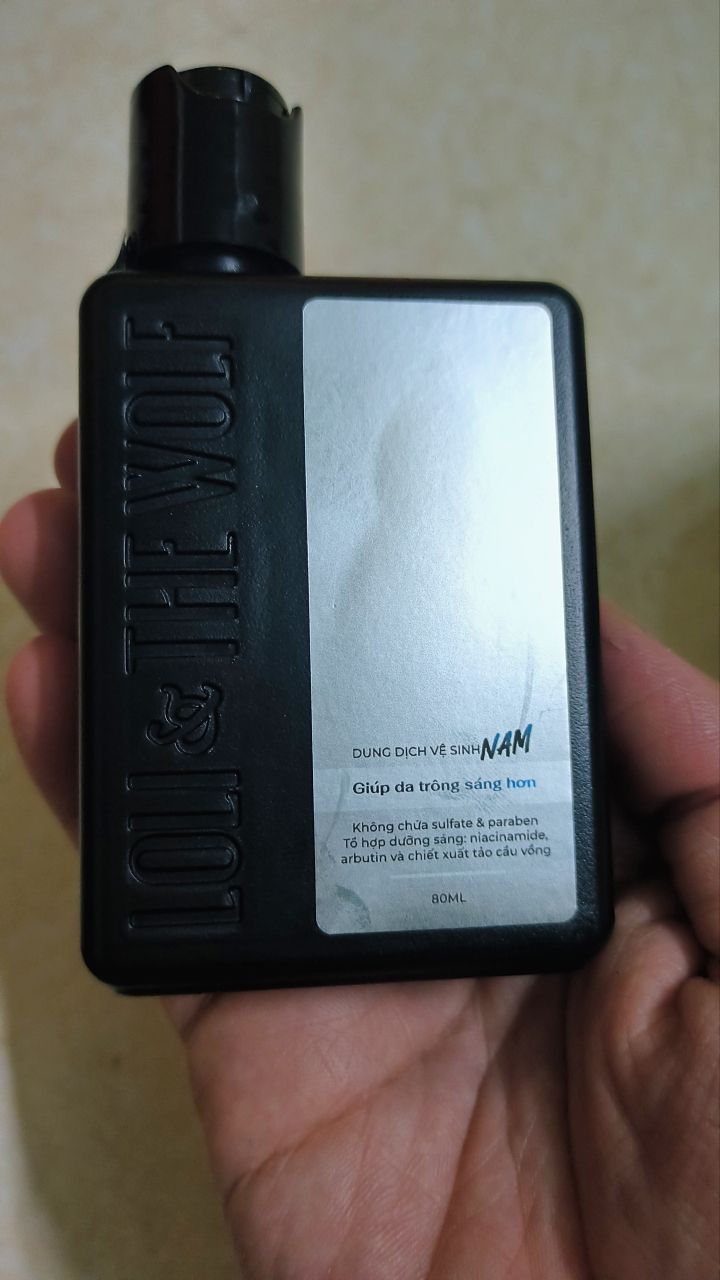 LOLI & THE WOLF
DUNG DỊCH VỆ SINH NAM
Giúp da trông sáng hơn
Không chứa sulfate & paraben
Tổ hợp dưỡng sáng: niacinamide,
arbutin và chiết xuất tảo cầu vồng
80ML